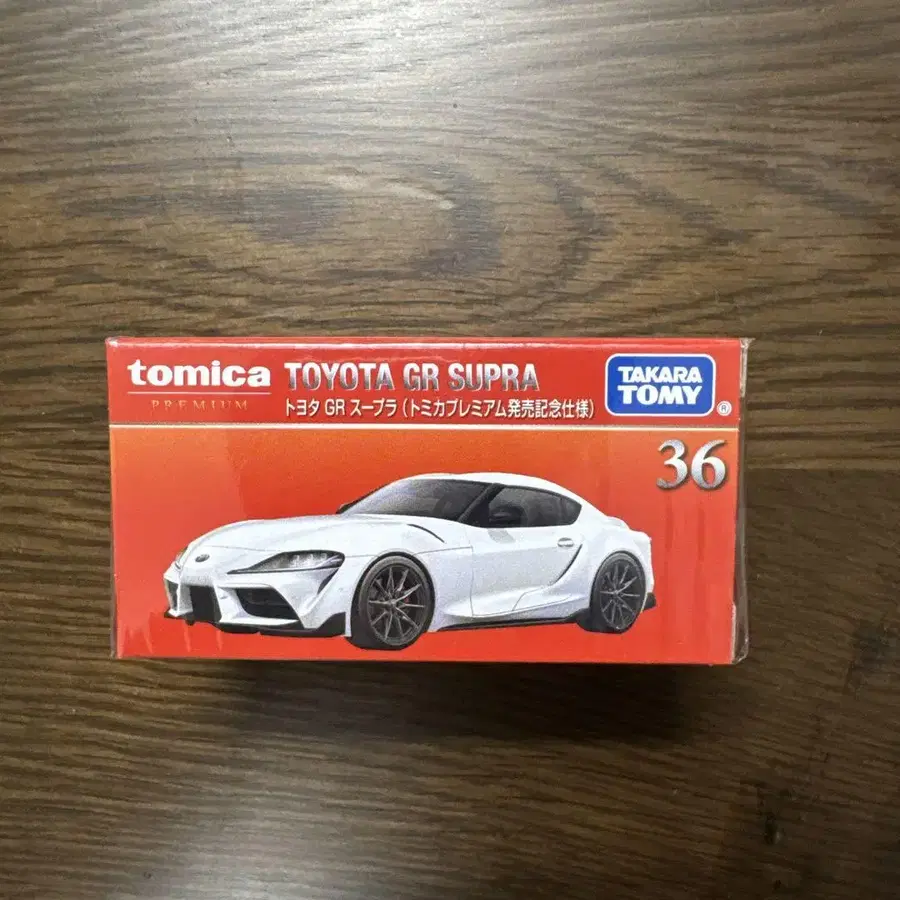 tomica TOYOTA GR SUPRA
PREMIUM
トヨタ GR スープラ (トミカプレミアム発売記念仕様)
TAKARA
TOMY
®
36